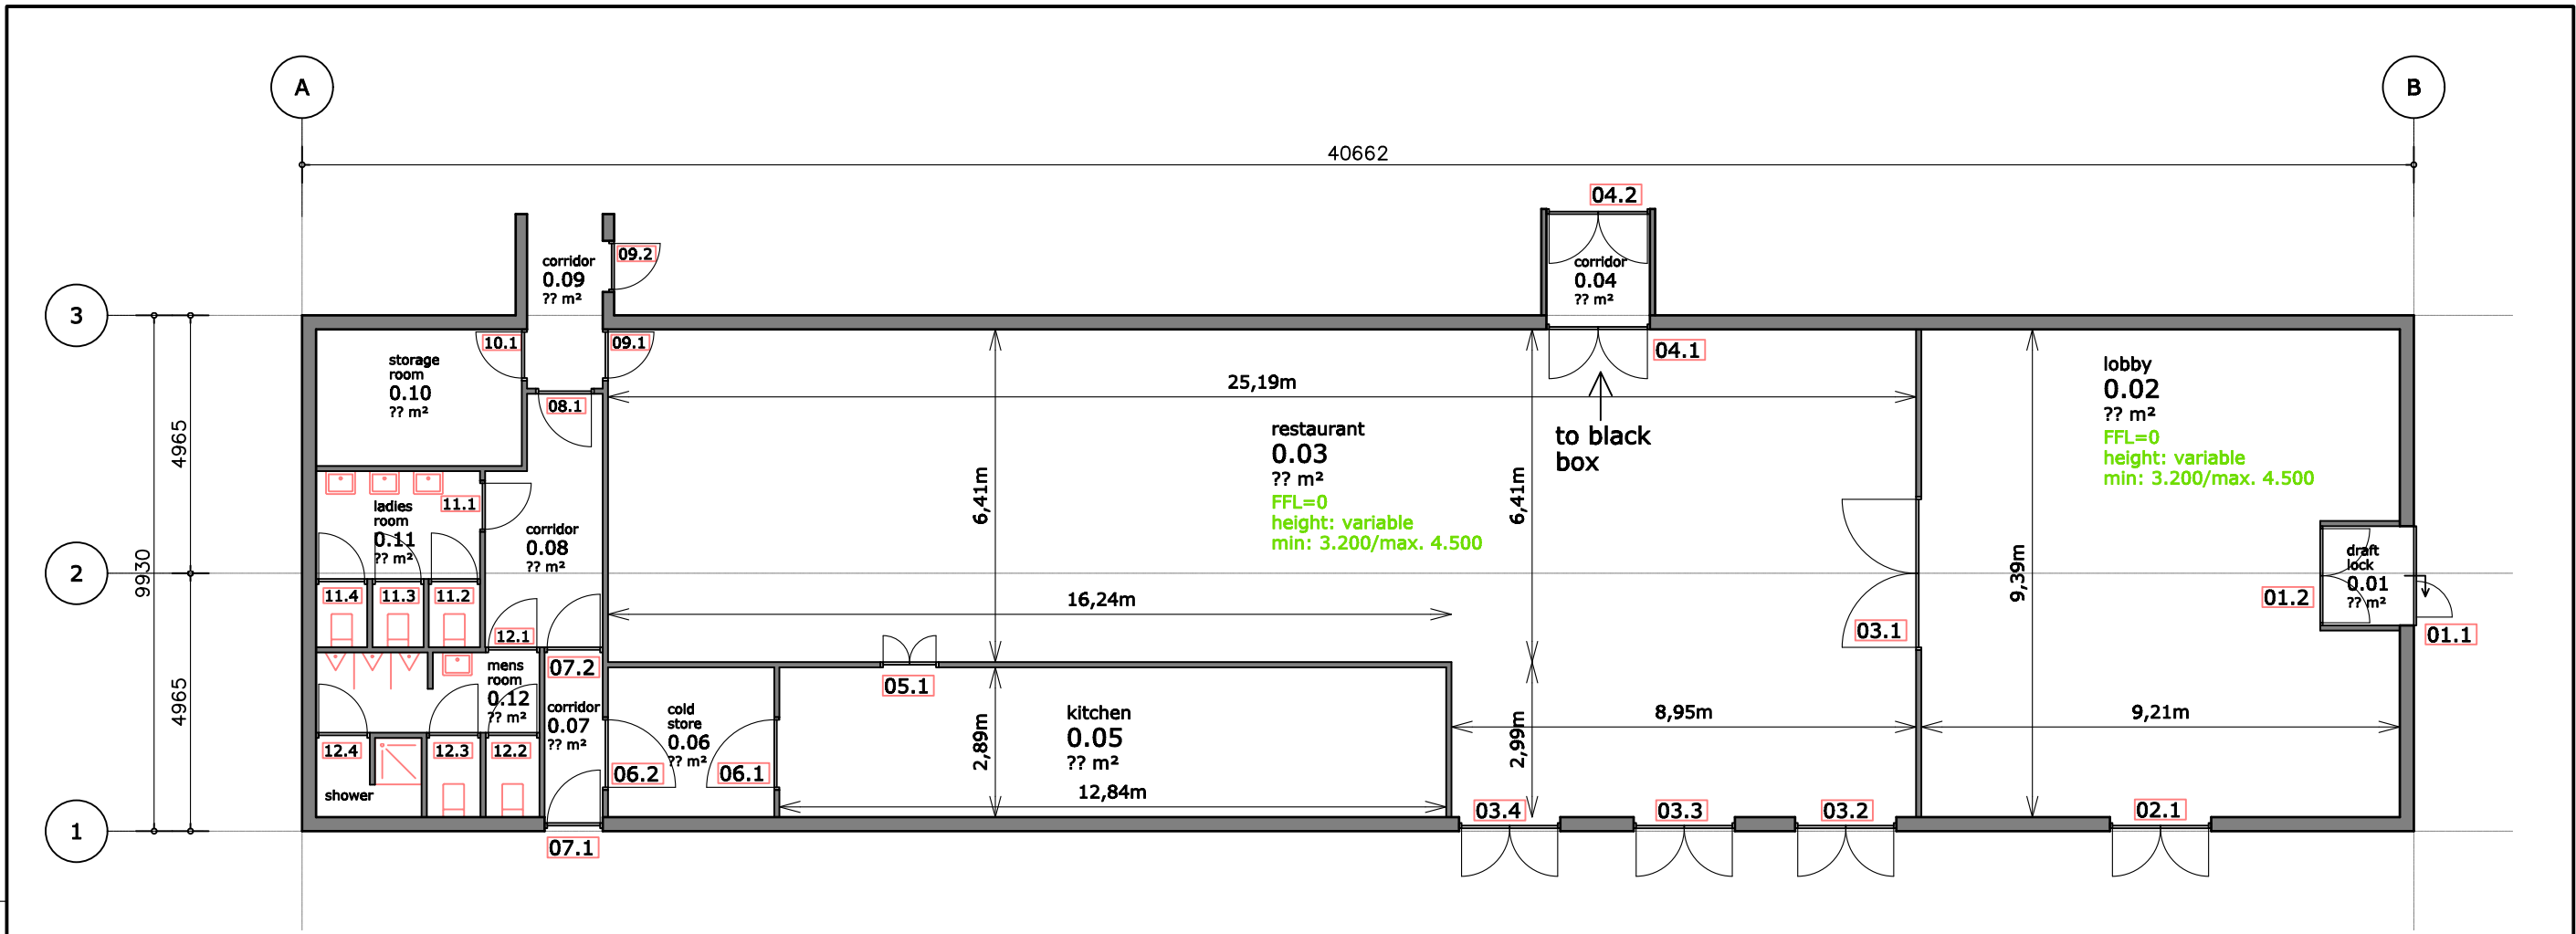 A
B
40662
04.2
09.2
corridor
0.09
?? m²
corridor
0.04
?? m²
3
10.1
09.1
04.1
storage
room
0.10
?? m²
lobby
0.02
?? m²
FFL=0
height: variable
min: 3.200/max. 4.500
25,19m
08.1
restaurant
0.03
?? m²
FFL=0
height: variable
min: 3.200/max. 4.500
to black
box
4965
6,41m
6,41m
11.1
ladies
room
0.11
?? m²
corridor
0.08
?? m²
2
9930
9,39m
draft
lock
0.01
?? m²
01.2
01.1
11.4
11.3
11.2
16,24m
12.1
03.1
07.2
mens
room
0.12
?? m²
05.1
4965
corridor
0.07
?? m²
cold
store
0.06
?? m²
kitchen
0.05
?? m²
2,89m
2,99m
8,95m
9,21m
12.4
12.3
12.2
06.2
06.1
shower
12,84m
03.4
03.3
03.2
02.1
1
07.1